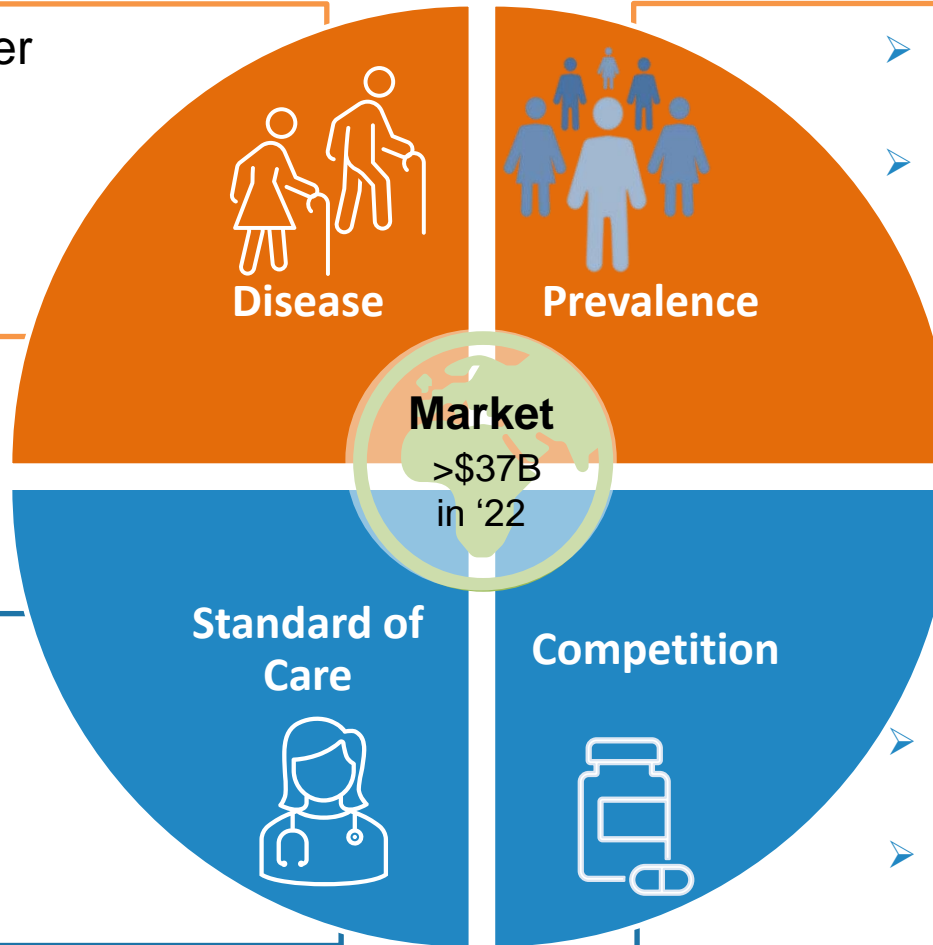 er
Disease
Prevalence
Market
>$37B
in ‘22
Standard of
Care
Competition